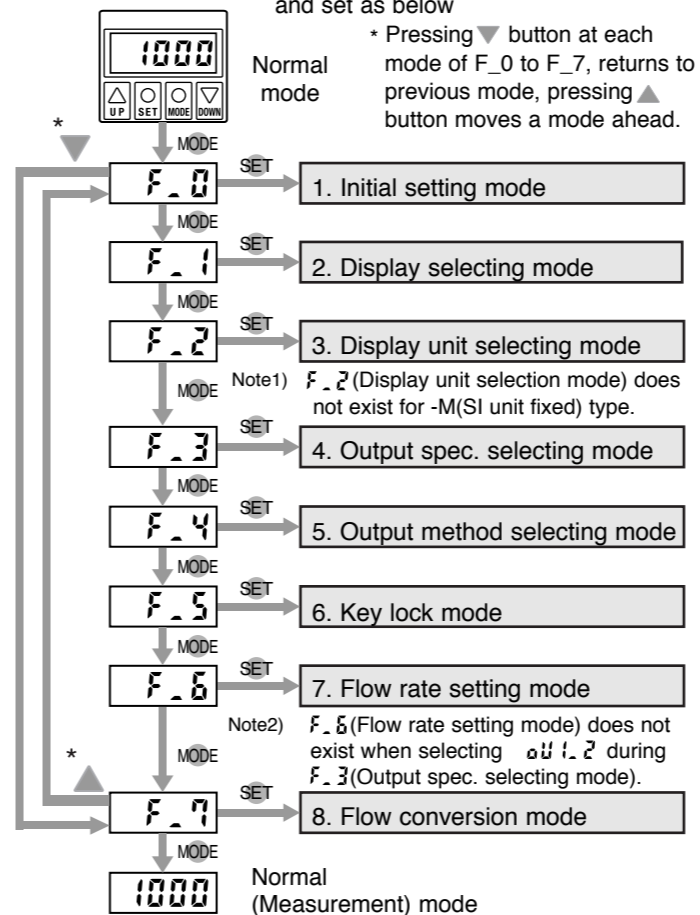 and set as below
1000
UP SET MODE DOWN
Normal
mode
* Pressing ▼ button at each
mode of F_0 to F_7, returns to
previous mode, pressing ▲
button moves a mode ahead.
*
MODE
F_0 SET 1. Initial setting mode
MODE
F_1 SET 2. Display selecting mode
MODE
F_2 SET 3. Display unit selecting mode
Note1) F_2(Display unit selection mode) does
not exist for -M(SI unit fixed) type.
MODE
F_3 SET 4. Output spec. selecting mode
MODE
F_4 SET 5. Output method selecting mode
MODE
F_5 SET 6. Key lock mode
MODE
F_6 SET 7. Flow rate setting mode
Note2) F_6(Flow rate setting mode) does not
exist when selecting oU1_2 during
F_3(Output spec. selecting mode).
* MODE
F_7 SET 8. Flow conversion mode
MODE
1000
Normal
(Measurement) mode